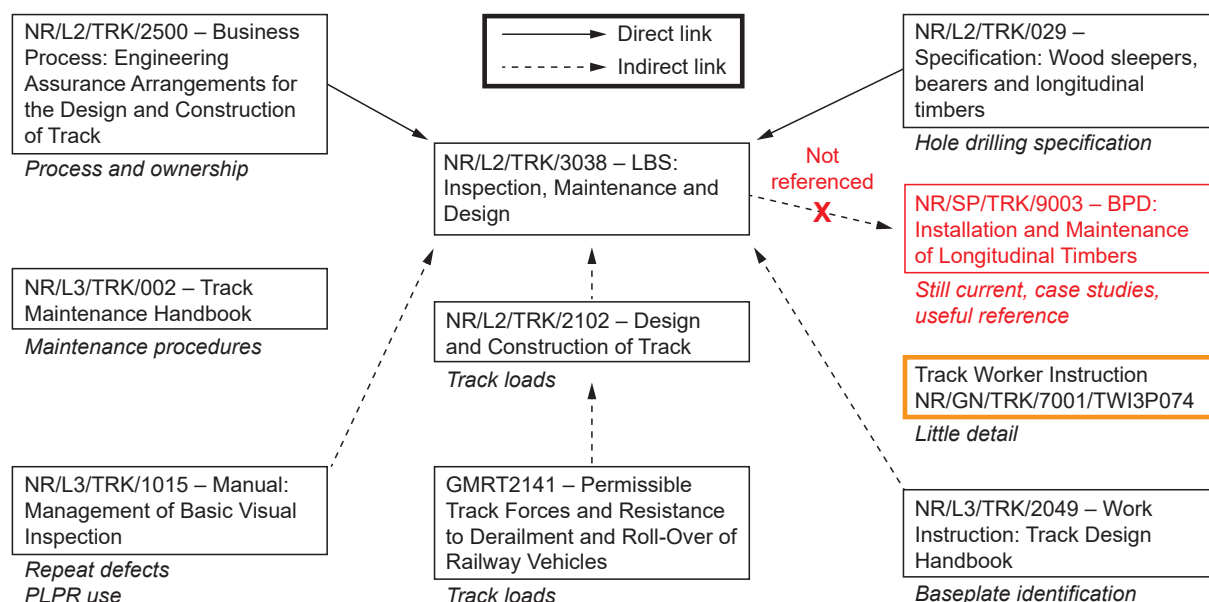 NR/L2/TRK/2500 – Business
Process: Engineering
Assurance Arrangements for
the Design and Construction
of Track
Process and ownership
Direct link
Indirect link
NR/L2/TRK/029 –
Specification: Wood sleepers,
bearers and longitudinal
timbers
Hole drilling specification
NR/L2/TRK/3038 – LBS:
Inspection, Maintenance and
Design
Not
referenced
X
NR/SP/TRK/9003 – BPD:
Installation and Maintenance
of Longitudinal Timbers
Still current, case studies,
useful reference
NR/L3/TRK/002 – Track
Maintenance Handbook
Maintenance procedures
NR/L2/TRK/2102 – Design
and Construction of Track
Track loads
Track Worker Instruction
NR/GN/TRK/7001/TWI3P074
Little detail
NR/L3/TRK/1015 – Manual:
Management of Basic Visual
Inspection
Repeat defects
PLPR use
GMRT2141 – Permissible
Track Forces and Resistance
to Derailment and Roll-Over of
Railway Vehicles
Track loads
NR/L3/TRK/2049 – Work
Instruction: Track Design
Handbook
Baseplate identification